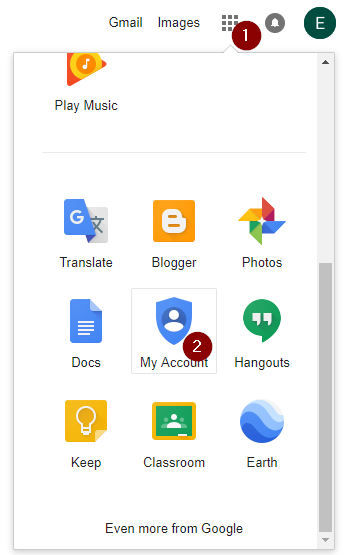 Gmail Images 1 E
Play Music
Translate Blogger Photos
Docs My Account 2 Hangouts
Keep Classroom Earth
Even more from Google